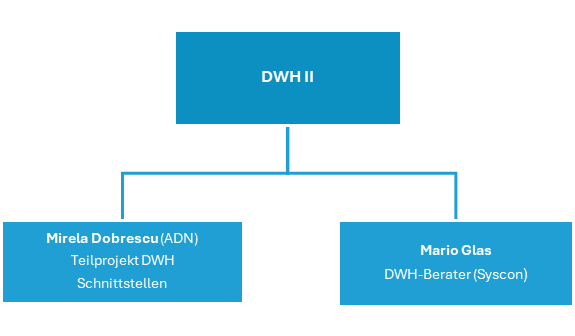 DWH II
Mirela Dobrescu (ADN)
Teilprojekt DWH
Schnittstellen
Mario Glas
DWH-Berater (Syscon)